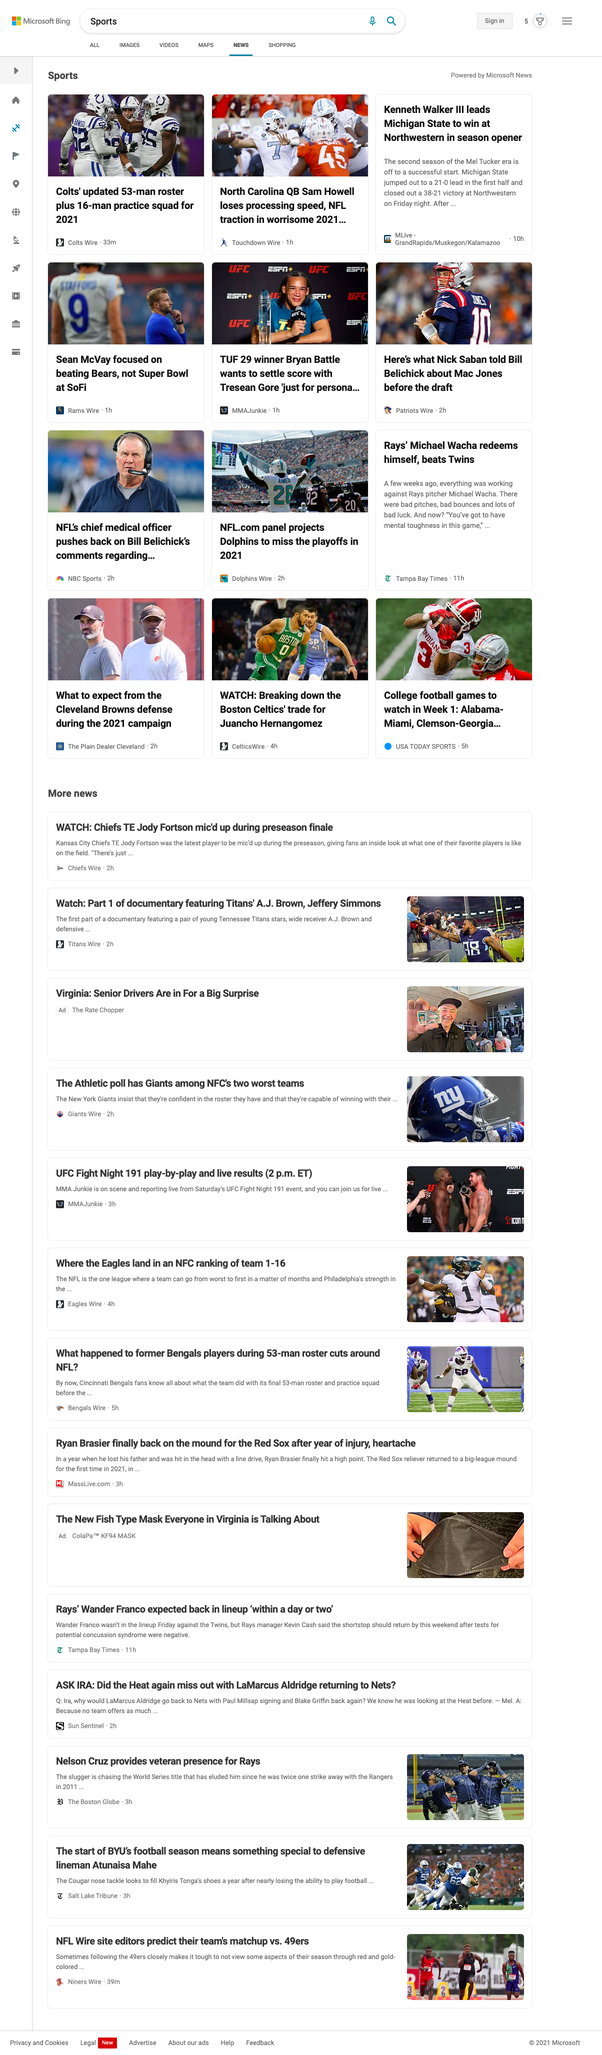 Microsoft Bing
Sports
Sign in
5
ALL IMAGES VIDEOS MAPS NEWS SHOPPING
Sports
Powered by Microsoft News
Colts' updated 53-man roster
plus 16-man practice squad for
2021
Colts Wire · 33m
North Carolina QB Sam Howell
loses processing speed, NFL
traction in worrisome 2021...
Touchdown Wire · 1h
Kenneth Walker III leads
Michigan State to win at
Northwestern in season opener
The second season of the Mel Tucker era is
off to a successful start. Michigan State
jumped out to a 21-0 lead in the first half and
closed out a 38-21 victory at Northwestern
on Friday night. After ...
MLive -
GrandRapids/Muskegon/Kalamazoo · 10h
STAFFORD
9
Sean McVay focused on
beating Bears, not Super Bowl
at SoFi
Rams Wire · 1h
UFC
ESPN+
TUF 29 winner Bryan Battle
wants to settle score with
Tresean Gore 'just for persona...
MMAJunkie · 1h
JONES
10
Here's what Nick Saban told Bill
Belichick about Mac Jones
before the draft
Patriots Wire · 2h
NFL's chief medical officer
pushes back on Bill Belichick's
comments regarding...
NBC Sports · 2h
NFL.com panel projects
Dolphins to miss the playoffs in
2021
Dolphins Wire · 2h
Rays' Michael Wacha redeems
himself, beats Twins
A few weeks ago, everything was working
against Rays pitcher Michael Wacha. There
were bad pitches, bad bounces and lots of
bad luck. And now? "You've got to have
mental toughness in this game," ...
Tampa Bay Times · 11h
What to expect from the
Cleveland Browns defense
during the 2021 campaign
The Plain Dealer Cleveland · 2h
WATCH: Breaking down the
Boston Celtics' trade for
Juancho Hernangomez
CelticsWire · 4h
College football games to
watch in Week 1: Alabama-
Miami, Clemson-Georgia...
USA TODAY SPORTS · 5h
More news
WATCH: Chiefs TE Jody Fortson mic'd up during preseason finale
Kansas City Chiefs TE Jody Fortson was the latest player to be mic'd up during the preseason, giving fans an inside look at what one of their favorite players is like
on the field. "There's just ...
Chiefs Wire · 2h
Watch: Part 1 of documentary featuring Titans' A.J. Brown, Jeffery Simmons
The first part of a documentary featuring a pair of young Tennessee Titans stars, wide receiver A.J. Brown and
defensive ...
Titans Wire · 2h
Virginia: Senior Drivers Are in For a Big Surprise
Ad The Rate Chopper
The Athletic poll has Giants among NFC's two worst teams
The New York Giants insist that they're confident in the roster they have and that they're capable of winning with their ...
Giants Wire · 2h
ny
UFC Fight Night 191 play-by-play and live results (2 p.m. ET)
MMA Junkie is on scene and reporting live from Saturday's UFC Fight Night 191 event, and you can join us for live ...
MMAJunkie · 3h
Where the Eagles land in an NFC ranking of team 1-16
The NFL is the one league where a team can go from worst to first in a matter of months and Philadelphia's strength in
the ...
Eagles Wire · 4h
What happened to former Bengals players during 53-man roster cuts around
NFL?
By now, Cincinnati Bengals fans know all about what the team did with its final 53-man roster and practice squad
before the ...
Bengals Wire · 5h
Ryan Brasier finally back on the mound for the Red Sox after year of injury, heartache
In a year when he lost his father and was hit in the head with a line drive, Ryan Brasier finally hit a high point. The Red Sox reliever returned to a big-league mound
for the first time in 2021, in ...
MassLive.com · 3h
The New Fish Type Mask Everyone in Virginia is Talking About
Ad ColaPa™ KF94 MASK
Rays' Wander Franco expected back in lineup 'within a day or two'
Wander Franco wasn't in the lineup Friday against the Twins, but Rays manager Kevin Cash said the shortstop should return by this weekend after tests for
potential concussion syndrome were negative.
Tampa Bay Times · 11h
ASK IRA: Did the Heat again miss out with LaMarcus Aldridge returning to Nets?
Q: Ira, why would LaMarcus Aldridge go back to Nets with Paul Millsap signing and Blake Griffin back again? We know he was looking at the Heat before. — Mel. A:
Because no team offers as much ...
Sun Sentinel · 2h
Nelson Cruz provides veteran presence for Rays
The slugger is chasing the World Series title that has eluded him since he was twice one strike away with the Rangers
in 2011 ...
The Boston Globe · 3h
The start of BYU's football season means something special to defensive
lineman Atunaisa Mahe
The Cougar nose tackle looks to fill Khyiris Tonga's shoes a year after nearly losing the ability to play football ...
Salt Lake Tribune · 3h
NFL Wire site editors predict their team's matchup vs. 49ers
Sometimes following the 49ers closely makes it tough to not view some aspects of their season through red and gold-
colored ...
Niners Wire · 39m
Privacy and Cookies Legal New Advertise About our ads Help Feedback © 2021 Microsoft